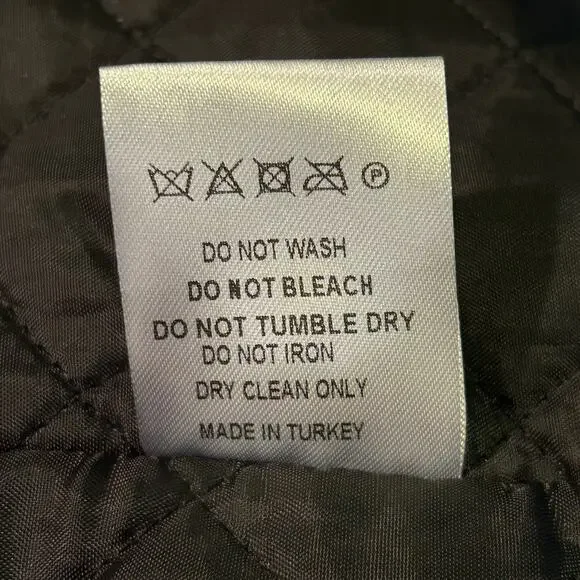 P
DO NOT WASH
DO NOT BLEACH
DO NOT TUMBLE DRY
DO NOT IRON
DRY CLEAN ONLY
MADE IN TURKEY